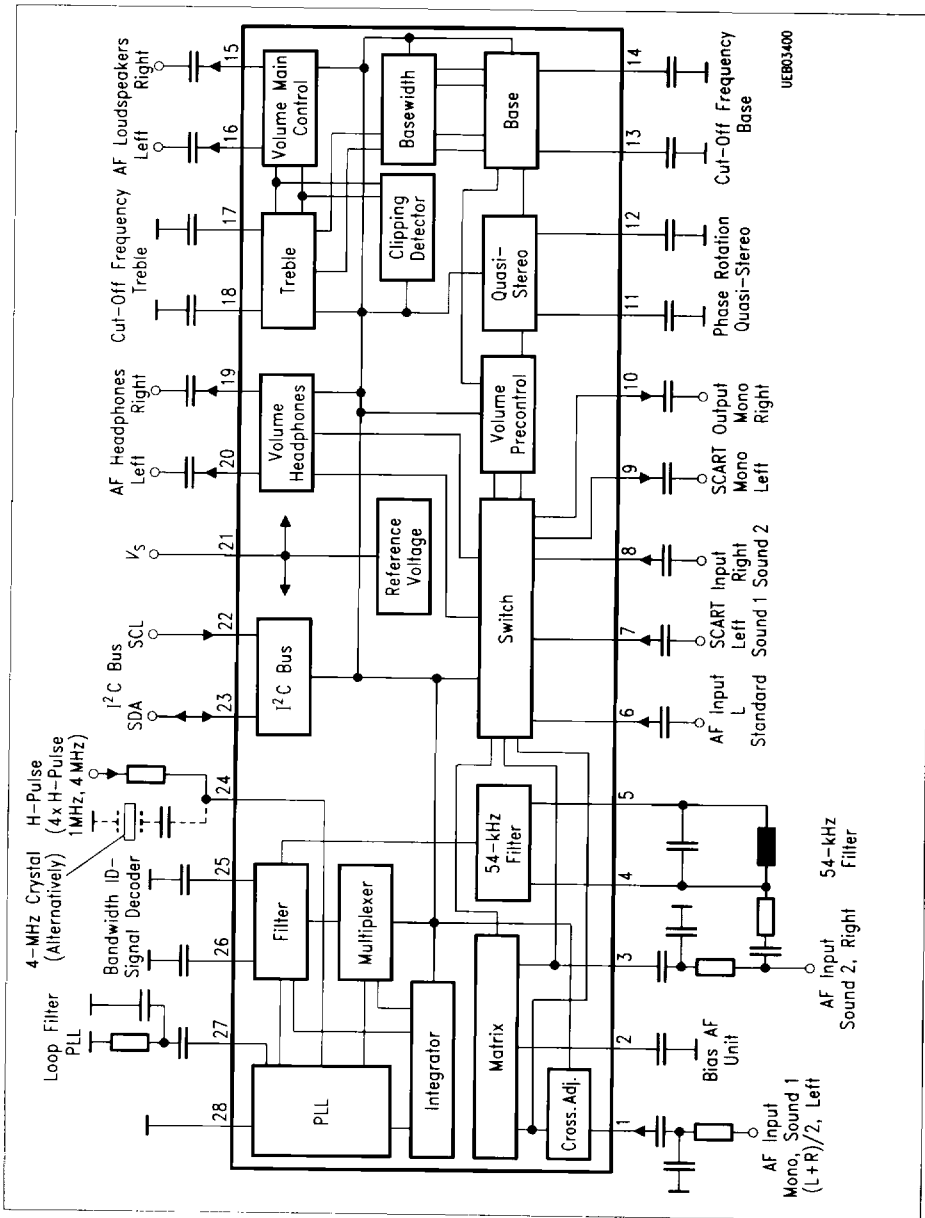 4-MHz Crystal
(Alternatively)
H-Pulse
(4x H-Pulse
1MHz, 4 MHz)
Loop Filter
PLL
Bandwidth ID-
Signal Decoder
I²C Bus
SDA
SCL
VS
AF Headphones
Left
Right
Cut-Off Frequency
Treble
AF Loudspeakers
Left
Right
28
27
26
25
24
23
22
21
20
19
18
17
16
15
PLL
Filter
Multiplexer
Integrator
I²C Bus
Reference
Voltage
Volume
Headphones
Treble
Volume Main
Control
Clipping
Detector
Basewidth
Matrix
Cross.Adj.
54-kHz
Filter
Switch
Volume
Precontrol
Quasi-
Stereo
Base
1
2
3
4
5
6
7
8
9
10
11
12
13
14
AF Input
Mono, Sound 1
(L+R)/2, Left
Bias AF
Unit
AF Input
Sound 2, Right
54-kHz
Filter
AF Input
L
Standard
SCART Input
Left
Right
Sound 1
Sound 2
SCART Output
Mono
Mono
Left
Right
Phase Rotation
Quasi-Stereo
Cut-Off Frequency
Base
UEB03400